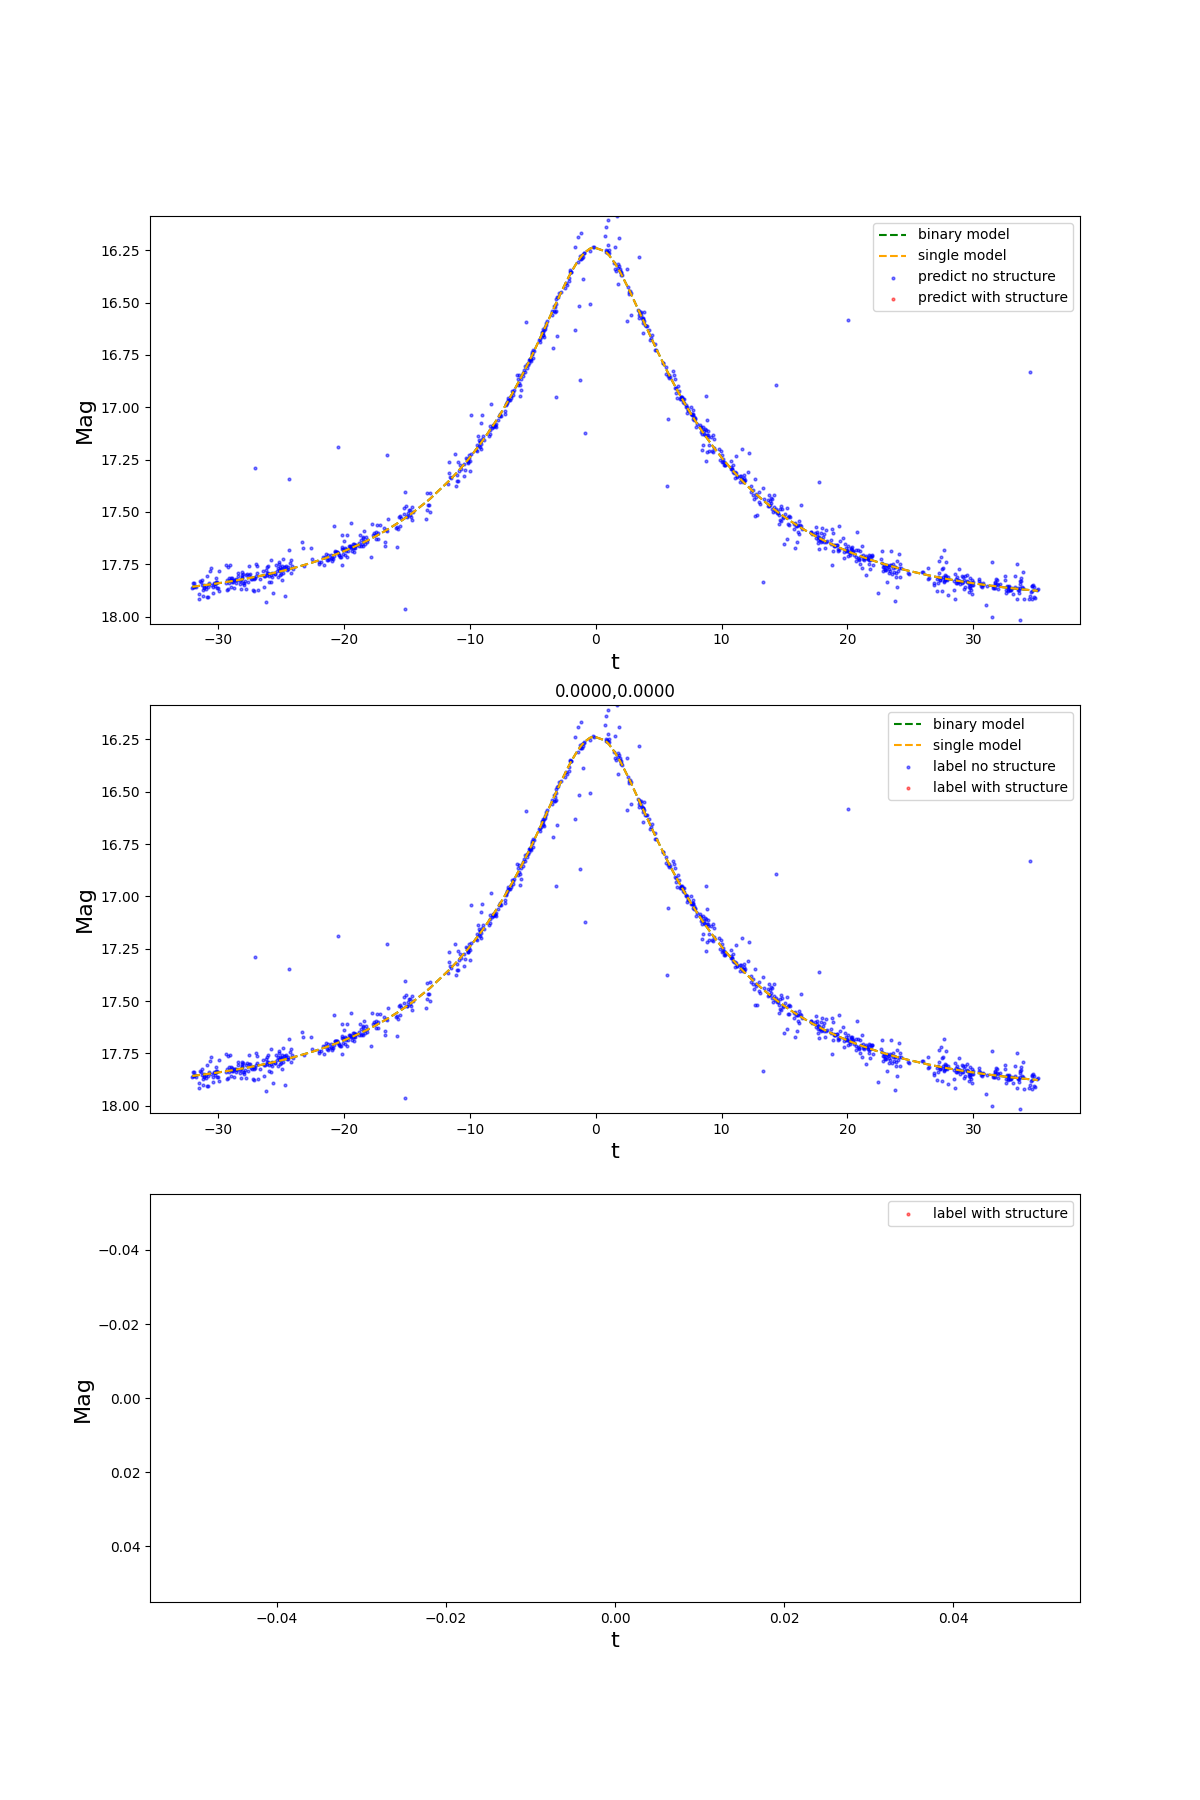 binary model
single model
predict no structure
predict with structure
16.25
16.50
16.75
17.00
17.25
17.50
17.75
18.00
Mag
−30
−20
−10
0
10
20
30
t
0.0000,0.0000
binary model
single model
label no structure
label with structure
16.25
16.50
16.75
17.00
17.25
17.50
17.75
18.00
Mag
−30
−20
−10
0
10
20
30
t
label with structure
−0.04
−0.02
0.00
0.02
0.04
Mag
−0.04
−0.02
0.00
0.02
0.04
t